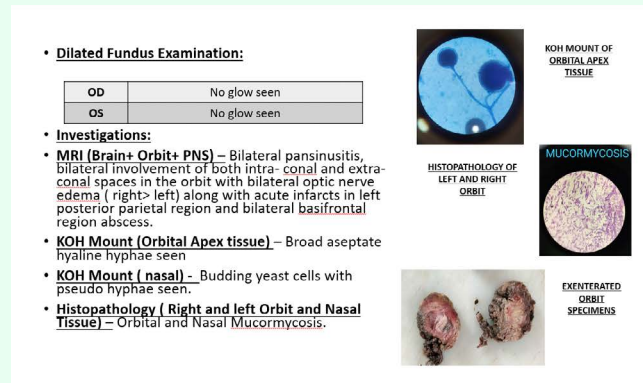 • Dilated Fundus Examination:
OD No glow seen
OS No glow seen
• Investigations:
• MRI (Brain+ Orbit+ PNS) – Bilateral pansinusitis,
bilateral involvement of both intra- conal and extra-
conal spaces in the orbit with bilateral optic nerve
edema ( right> left) along with acute infarcts in left
posterior parietal region and bilateral basifrontal
region abscess.
• KOH Mount (Orbital Apex tissue) – Broad aseptate
hyaline hyphae seen
• KOH Mount ( nasal) - Budding yeast cells with
pseudo hyphae seen.
• Histopathology ( Right and left Orbit and Nasal
Tissue) – Orbital and Nasal Mucormycosis.
KOH MOUNT OF
ORBITAL APEX
TISSUE
HISTOPATHOLOGY OF
LEFT AND RIGHT
ORBIT
MUCORMYCOSIS
EXENTERATED
ORBIT
SPECIMENS